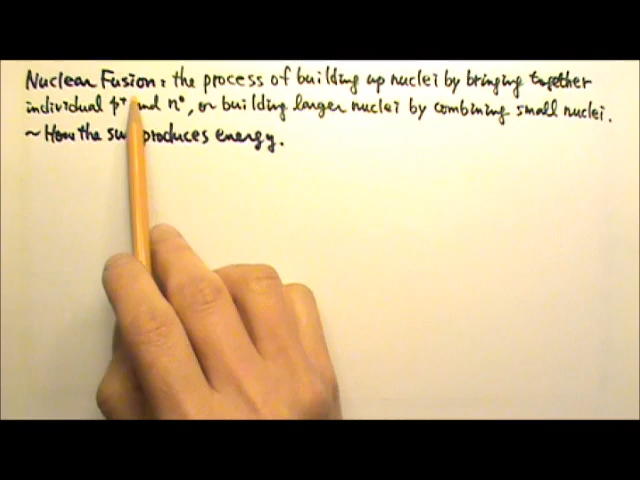 Nuclear Fusion: the process of building up nuclei by bringing together
individual p⁺ and n⁰, or building larger nuclei by combining small nuclei.
~ How the sun produces energy.